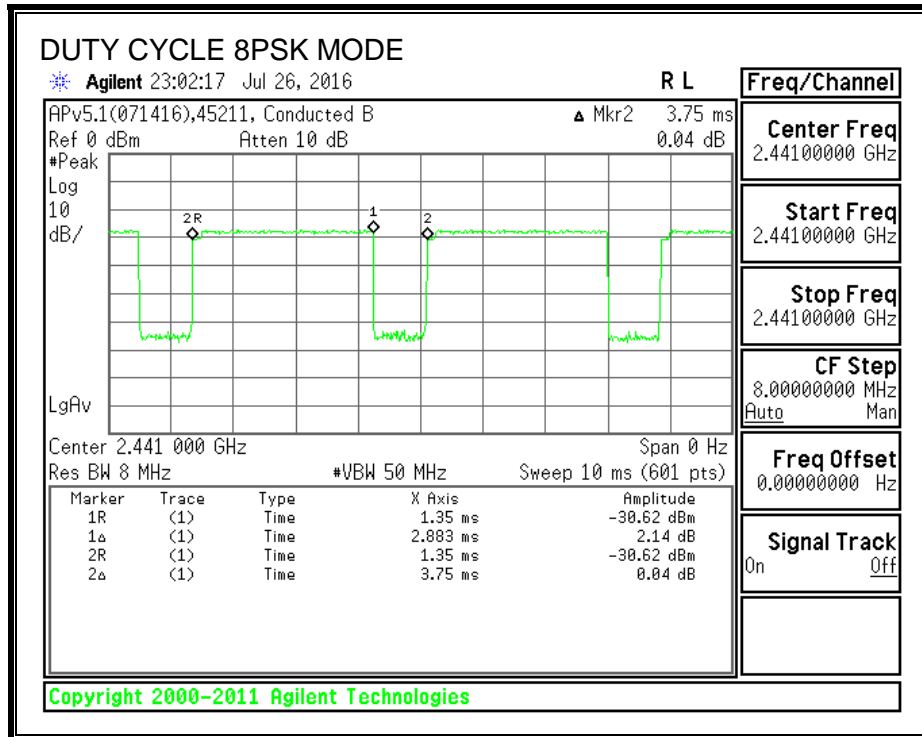 DUTY CYCLE 8PSK MODE
Agilent 23:02:17 Jul 26, 2016 R L
APv5.1(071416),45211, Conducted B Δ Mkr2 3.75 ms
Ref 0 dBm Atten 10 dB 0.04 dB
#Peak
Log
10
dB/
2R
1
2
LgAv
Center 2.441 000 GHz Span 0 Hz
Res BW 8 MHz #VBW 50 MHz Sweep 10 ms (601 pts)
Marker Trace Type X Axis Amplitude
1R (1) Time 1.35 ms -30.62 dBm
1Δ (1) Time 2.883 ms 2.14 dB
2R (1) Time 1.35 ms -30.62 dBm
2Δ (1) Time 3.75 ms 0.04 dB
Freq/Channel
Center Freq
2.44100000 GHz
Start Freq
2.44100000 GHz
Stop Freq
2.44100000 GHz
CF Step
8.00000000 MHz
Auto Man
Freq Offset
0.00000000 Hz
Signal Track
On Off
Copyright 2000-2011 Agilent Technologies